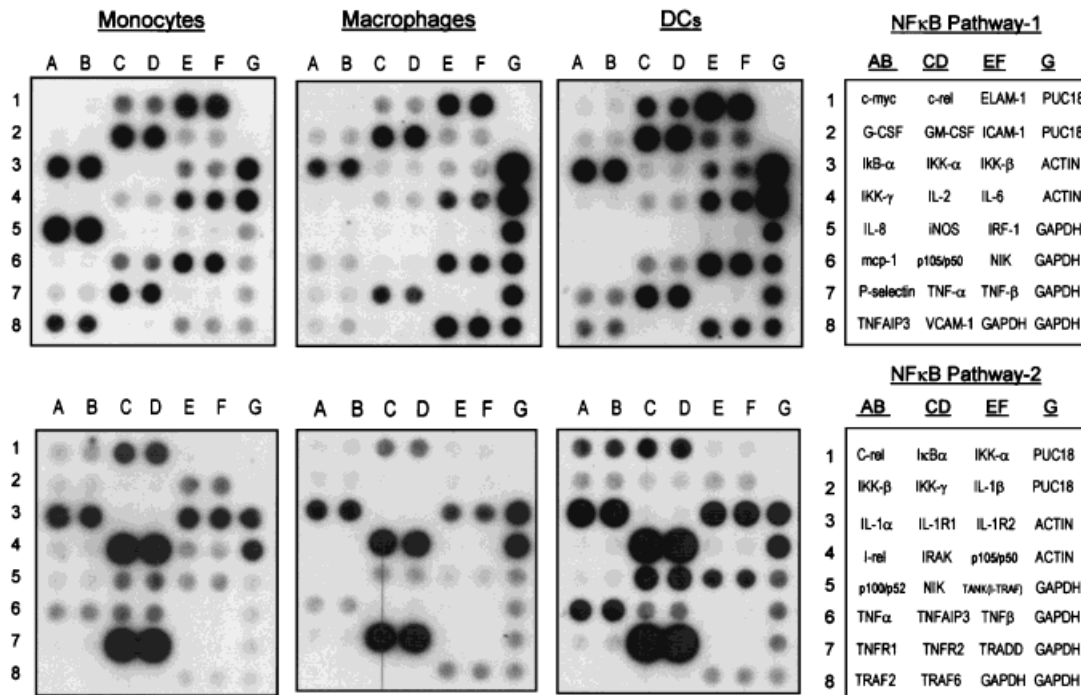 Monocytes Macrophages DCs NFκB Pathway-1
A B C D E F G A B C D E F G A B C D E F G AB CD EF G
1 1 c-myc c-rel ELAM-1 PUC18
2 2 G-CSF GM-CSF ICAM-1 PUC18
3 3 IkB-α IKK-α IKK-β ACTIN
4 4 IKK-γ IL-2 IL-6 ACTIN
5 5 IL-8 iNOS IRF-1 GAPDH
6 6 mcp-1 p105/p50 NIK GAPDH
7 7 P-selectin TNF-α TNF-β GAPDH
8 8 TNFAIP3 VCAM-1 GAPDH GAPDH
NFκB Pathway-2
A B C D E F G A B C D E F G A B C D E F G AB CD EF G
1 1 C-rel IκBα IKK-α PUC18
2 2 IKK-β IKK-γ IL-1β PUC18
3 3 IL-1α IL-1R1 IL-1R2 ACTIN
4 4 I-rel IRAK p105/p50 ACTIN
5 5 p100/p52 NIK TANK(I-TRAF) GAPDH
6 6 TNFα TNFAIP3 TNFβ GAPDH
7 7 TNFR1 TNFR2 TRADD GAPDH
8 8 TRAF2 TRAF6 GAPDH GAPDH